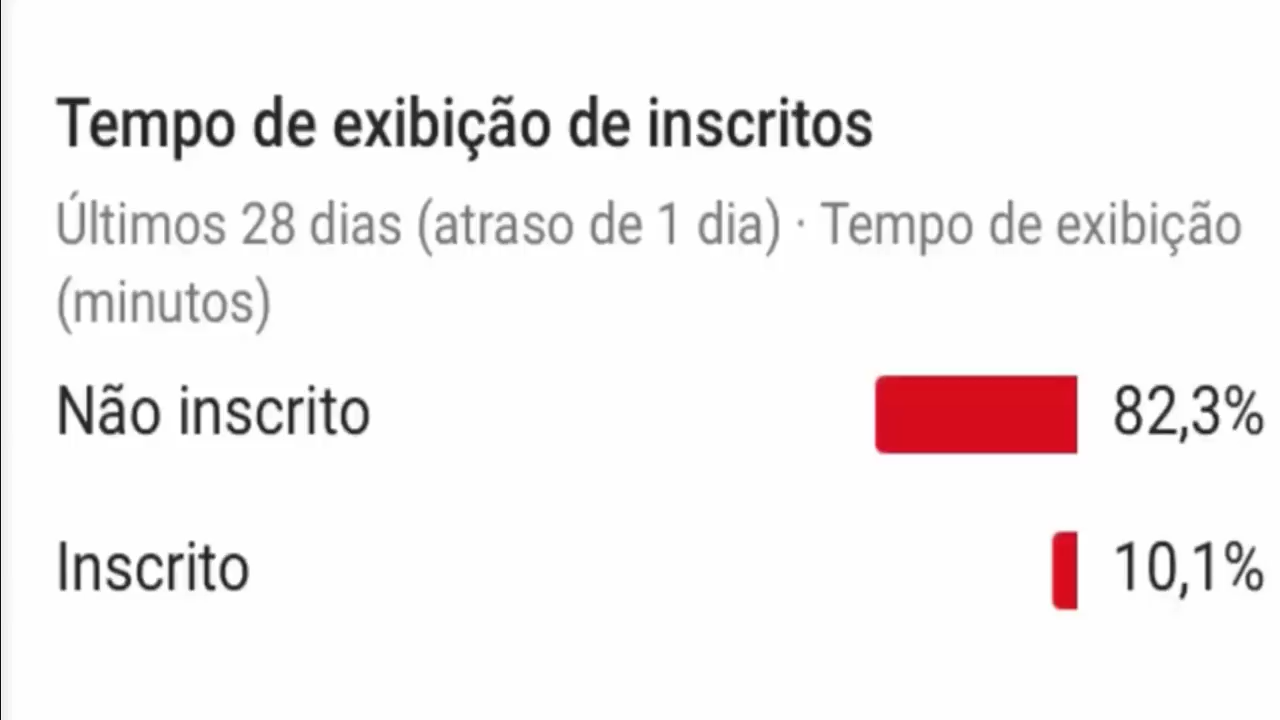 Tempo de exibição de inscritos
Últimos 28 dias (atraso de 1 dia) · Tempo de exibição
(minutos)
Não inscrito 82,3%
Inscrito 10,1%